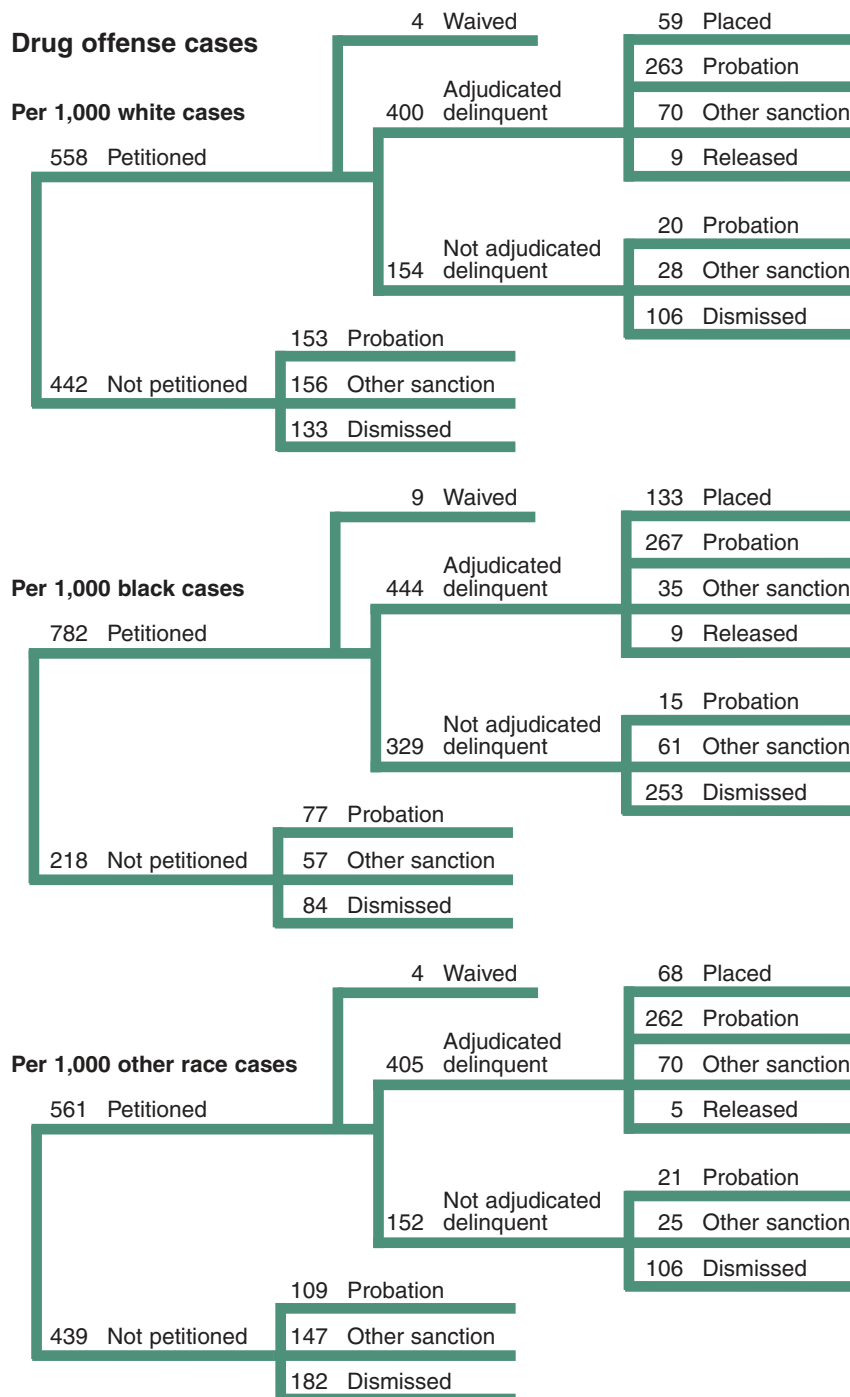 Drug offense cases
Per 1,000 white cases
558 Petitioned
4 Waived
400 Adjudicated
delinquent
59 Placed
263 Probation
70 Other sanction
9 Released
154 Not adjudicated
delinquent
20 Probation
28 Other sanction
106 Dismissed
442 Not petitioned
153 Probation
156 Other sanction
133 Dismissed
Per 1,000 black cases
782 Petitioned
9 Waived
444 Adjudicated
delinquent
133 Placed
267 Probation
35 Other sanction
9 Released
329 Not adjudicated
delinquent
15 Probation
61 Other sanction
253 Dismissed
218 Not petitioned
77 Probation
57 Other sanction
84 Dismissed
Per 1,000 other race cases
561 Petitioned
4 Waived
405 Adjudicated
delinquent
68 Placed
262 Probation
70 Other sanction
5 Released
152 Not adjudicated
delinquent
21 Probation
25 Other sanction
106 Dismissed
439 Not petitioned
109 Probation
147 Other sanction
182 Dismissed